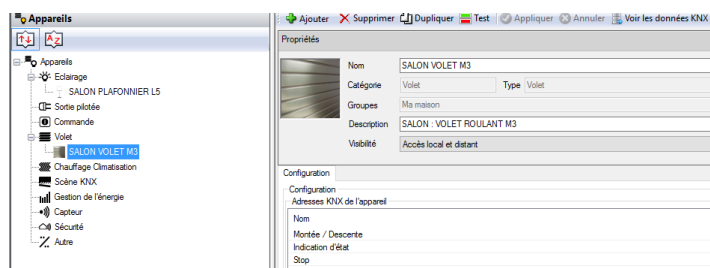 Appareils
Ajouter Supprimer Dupliquer Test Appliquer Annuler Voir les données KNX
Propriétés
Appareils
Eclairage
SALON PLAFONNIER L5
Sortie pilotée
Commande
Volet
SALON VOLET M3
Chauffage Climatisation
Scène KNX
Gestion de l'énergie
Capteur
Sécurité
Autre
Nom SALON VOLET M3
Catégorie Volet Type Volet
Groupes Ma maison
Description SALON : VOLET ROULANT M3
Visibilité Accès local et distant
Configuration
Configuration
Adresses KNX de l'appareil
Nom
Montée / Descente
Indication d'état
Stop